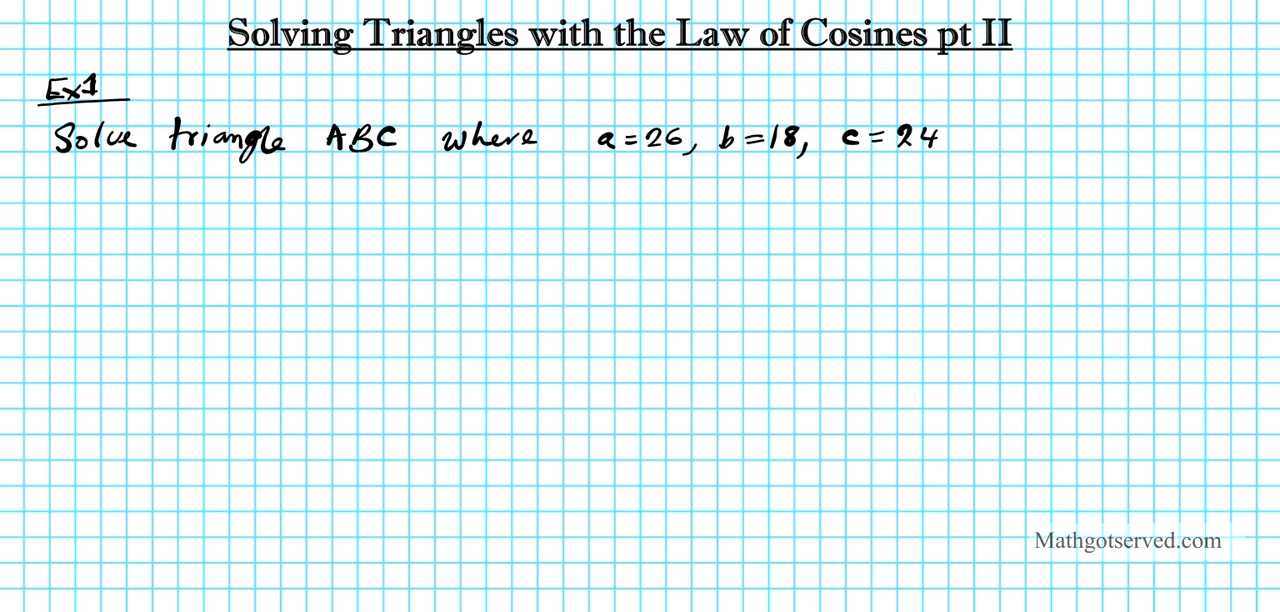 Solving Triangles with the Law of Cosines pt II
Ex1
Solve triangle ABC where a = 26, b = 18, c = 24
Mathgotserved.com